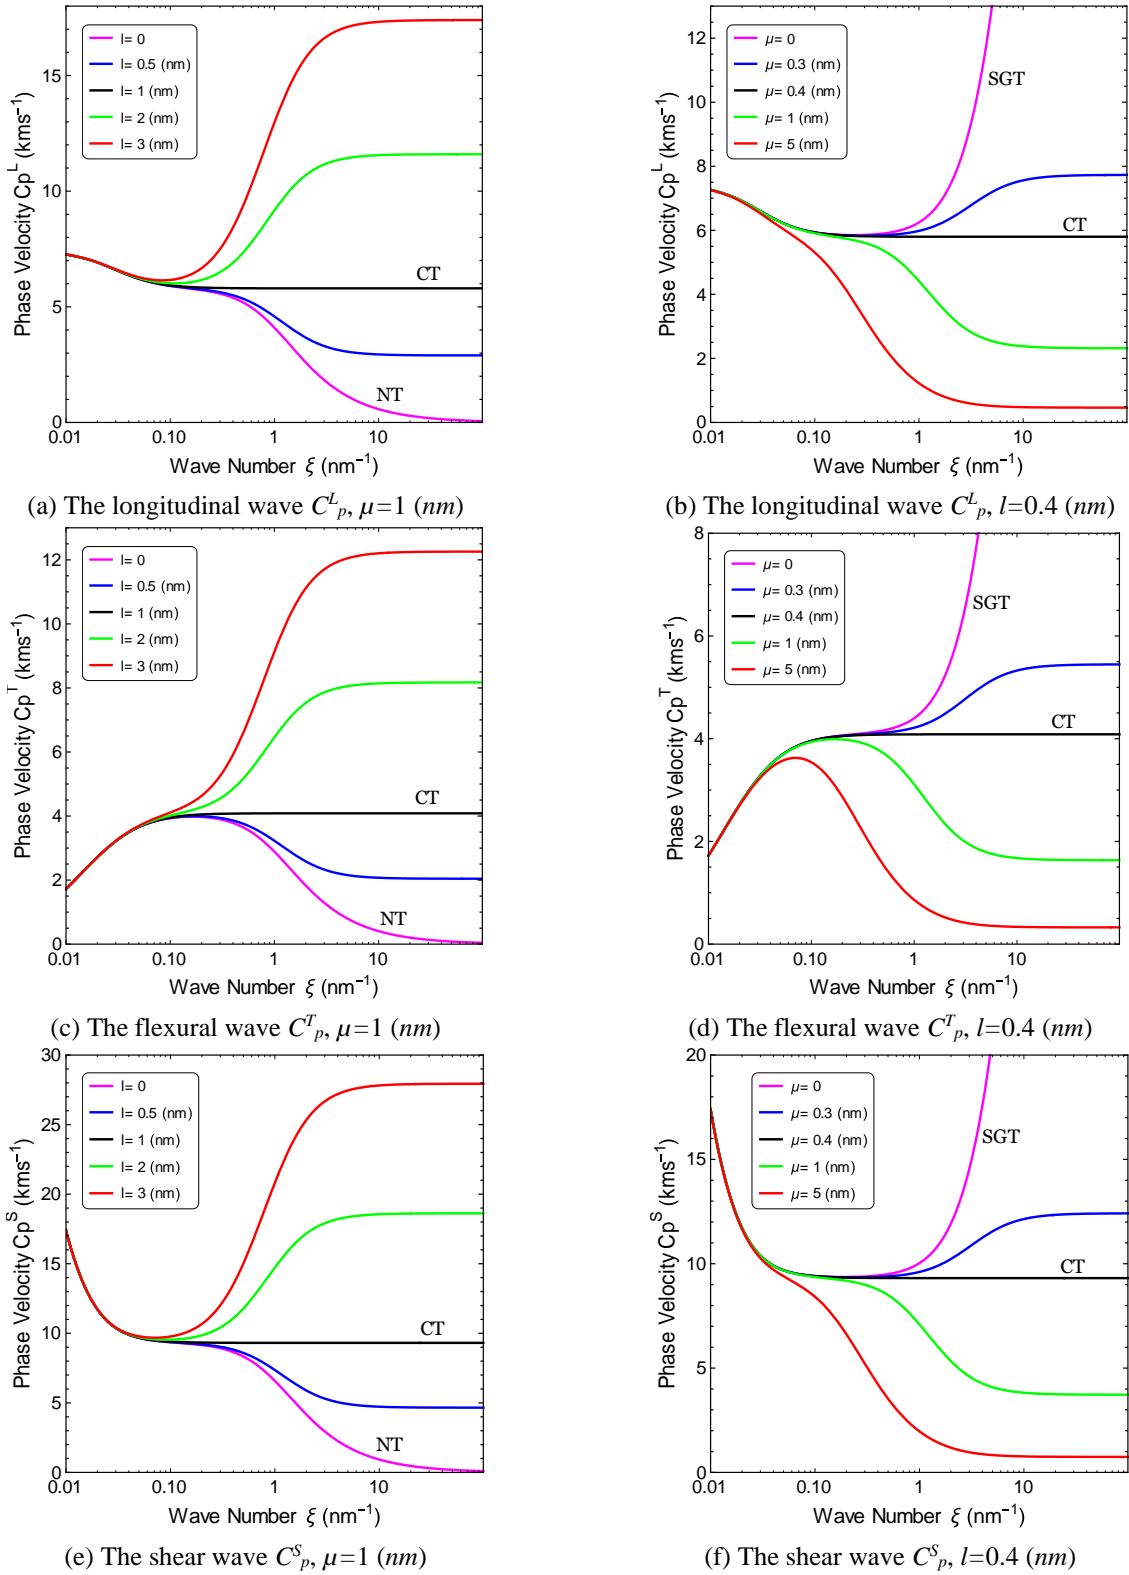 Phase Velocity Cp^L (kms⁻¹)
15
10
5
0
l= 0
l= 0.5 (nm)
l= 1 (nm)
l= 2 (nm)
l= 3 (nm)
CT
NT
0.01 0.10 1 10
Wave Number ξ (nm⁻¹)
(a) The longitudinal wave C^L_p, μ=1 (nm)
Phase Velocity Cp^L (kms⁻¹)
12
10
8
6
4
2
0
μ= 0
μ= 0.3 (nm)
μ= 0.4 (nm)
μ= 1 (nm)
μ= 5 (nm)
SGT
CT
0.01 0.10 1 10
Wave Number ξ (nm⁻¹)
(b) The longitudinal wave C^L_p, l=0.4 (nm)
Phase Velocity Cp^T (kms⁻¹)
12
10
8
6
4
2
0
l= 0
l= 0.5 (nm)
l= 1 (nm)
l= 2 (nm)
l= 3 (nm)
CT
NT
0.01 0.10 1 10
Wave Number ξ (nm⁻¹)
(c) The flexural wave C^T_p, μ=1 (nm)
Phase Velocity Cp^T (kms⁻¹)
8
6
4
2
0
μ= 0
μ= 0.3 (nm)
μ= 0.4 (nm)
μ= 1 (nm)
μ= 5 (nm)
SGT
CT
0.01 0.10 1 10
Wave Number ξ (nm⁻¹)
(d) The flexural wave C^T_p, l=0.4 (nm)
Phase Velocity Cp^S (kms⁻¹)
30
25
20
15
10
5
0
l= 0
l= 0.5 (nm)
l= 1 (nm)
l= 2 (nm)
l= 3 (nm)
CT
NT
0.01 0.10 1 10
Wave Number ξ (nm⁻¹)
(e) The shear wave C^S_p, μ=1 (nm)
Phase Velocity Cp^S (kms⁻¹)
20
15
10
5
0
μ= 0
μ= 0.3 (nm)
μ= 0.4 (nm)
μ= 1 (nm)
μ= 5 (nm)
SGT
CT
0.01 0.10 1 10
Wave Number ξ (nm⁻¹)
(f) The shear wave C^S_p, l=0.4 (nm)